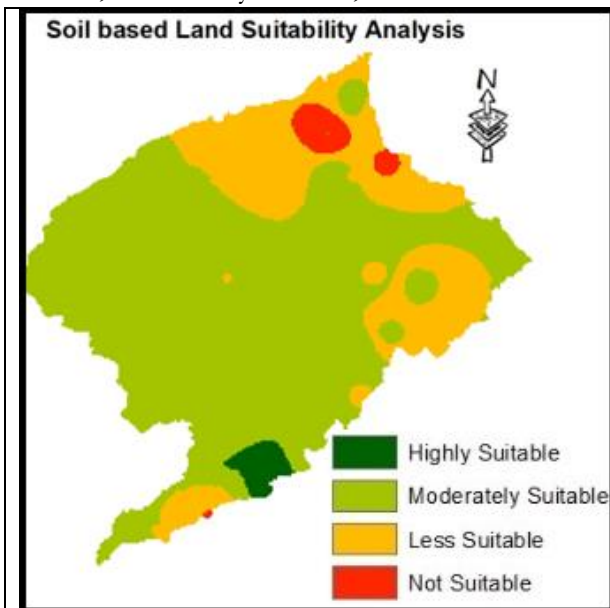 Soil based Land Suitability Analysis
N
Highly Suitable
Moderately Suitable
Less Suitable
Not Suitable